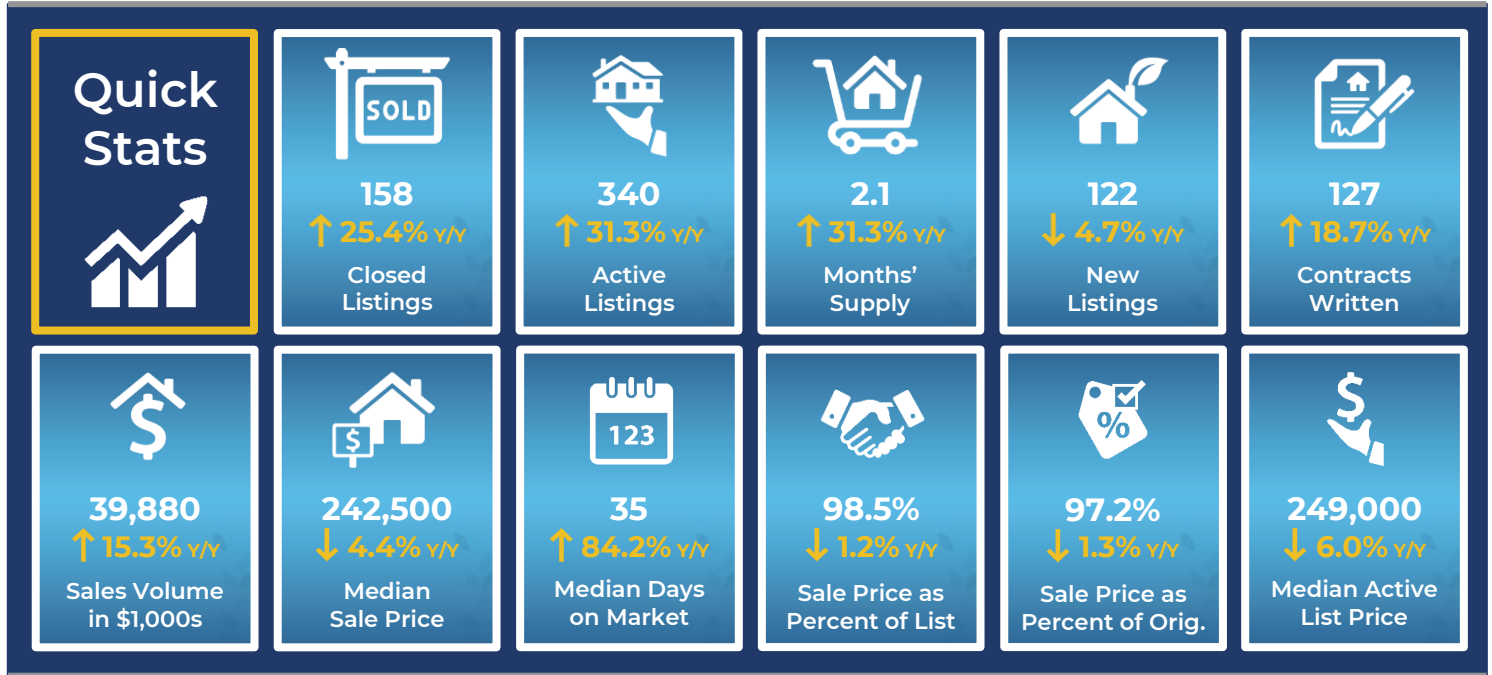 Quick
Stats
SOLD
158
↑ 25.4% Y/Y
Closed
Listings
340
↑ 31.3% Y/Y
Active
Listings
2.1
↑ 31.3% Y/Y
Months’
Supply
122
↓ 4.7% Y/Y
New
Listings
127
↑ 18.7% Y/Y
Contracts
Written
$
39,880
↑ 15.3% Y/Y
Sales Volume
in $1,000s
$
242,500
↓ 4.4% Y/Y
Median
Sale Price
123
35
↑ 84.2% Y/Y
Median Days
on Market
98.5%
↓ 1.2% Y/Y
Sale Price as
Percent of List
%
97.2%
↓ 1.3% Y/Y
Sale Price as
Percent of Orig.
$
249,000
↓ 6.0% Y/Y
Median Active
List Price